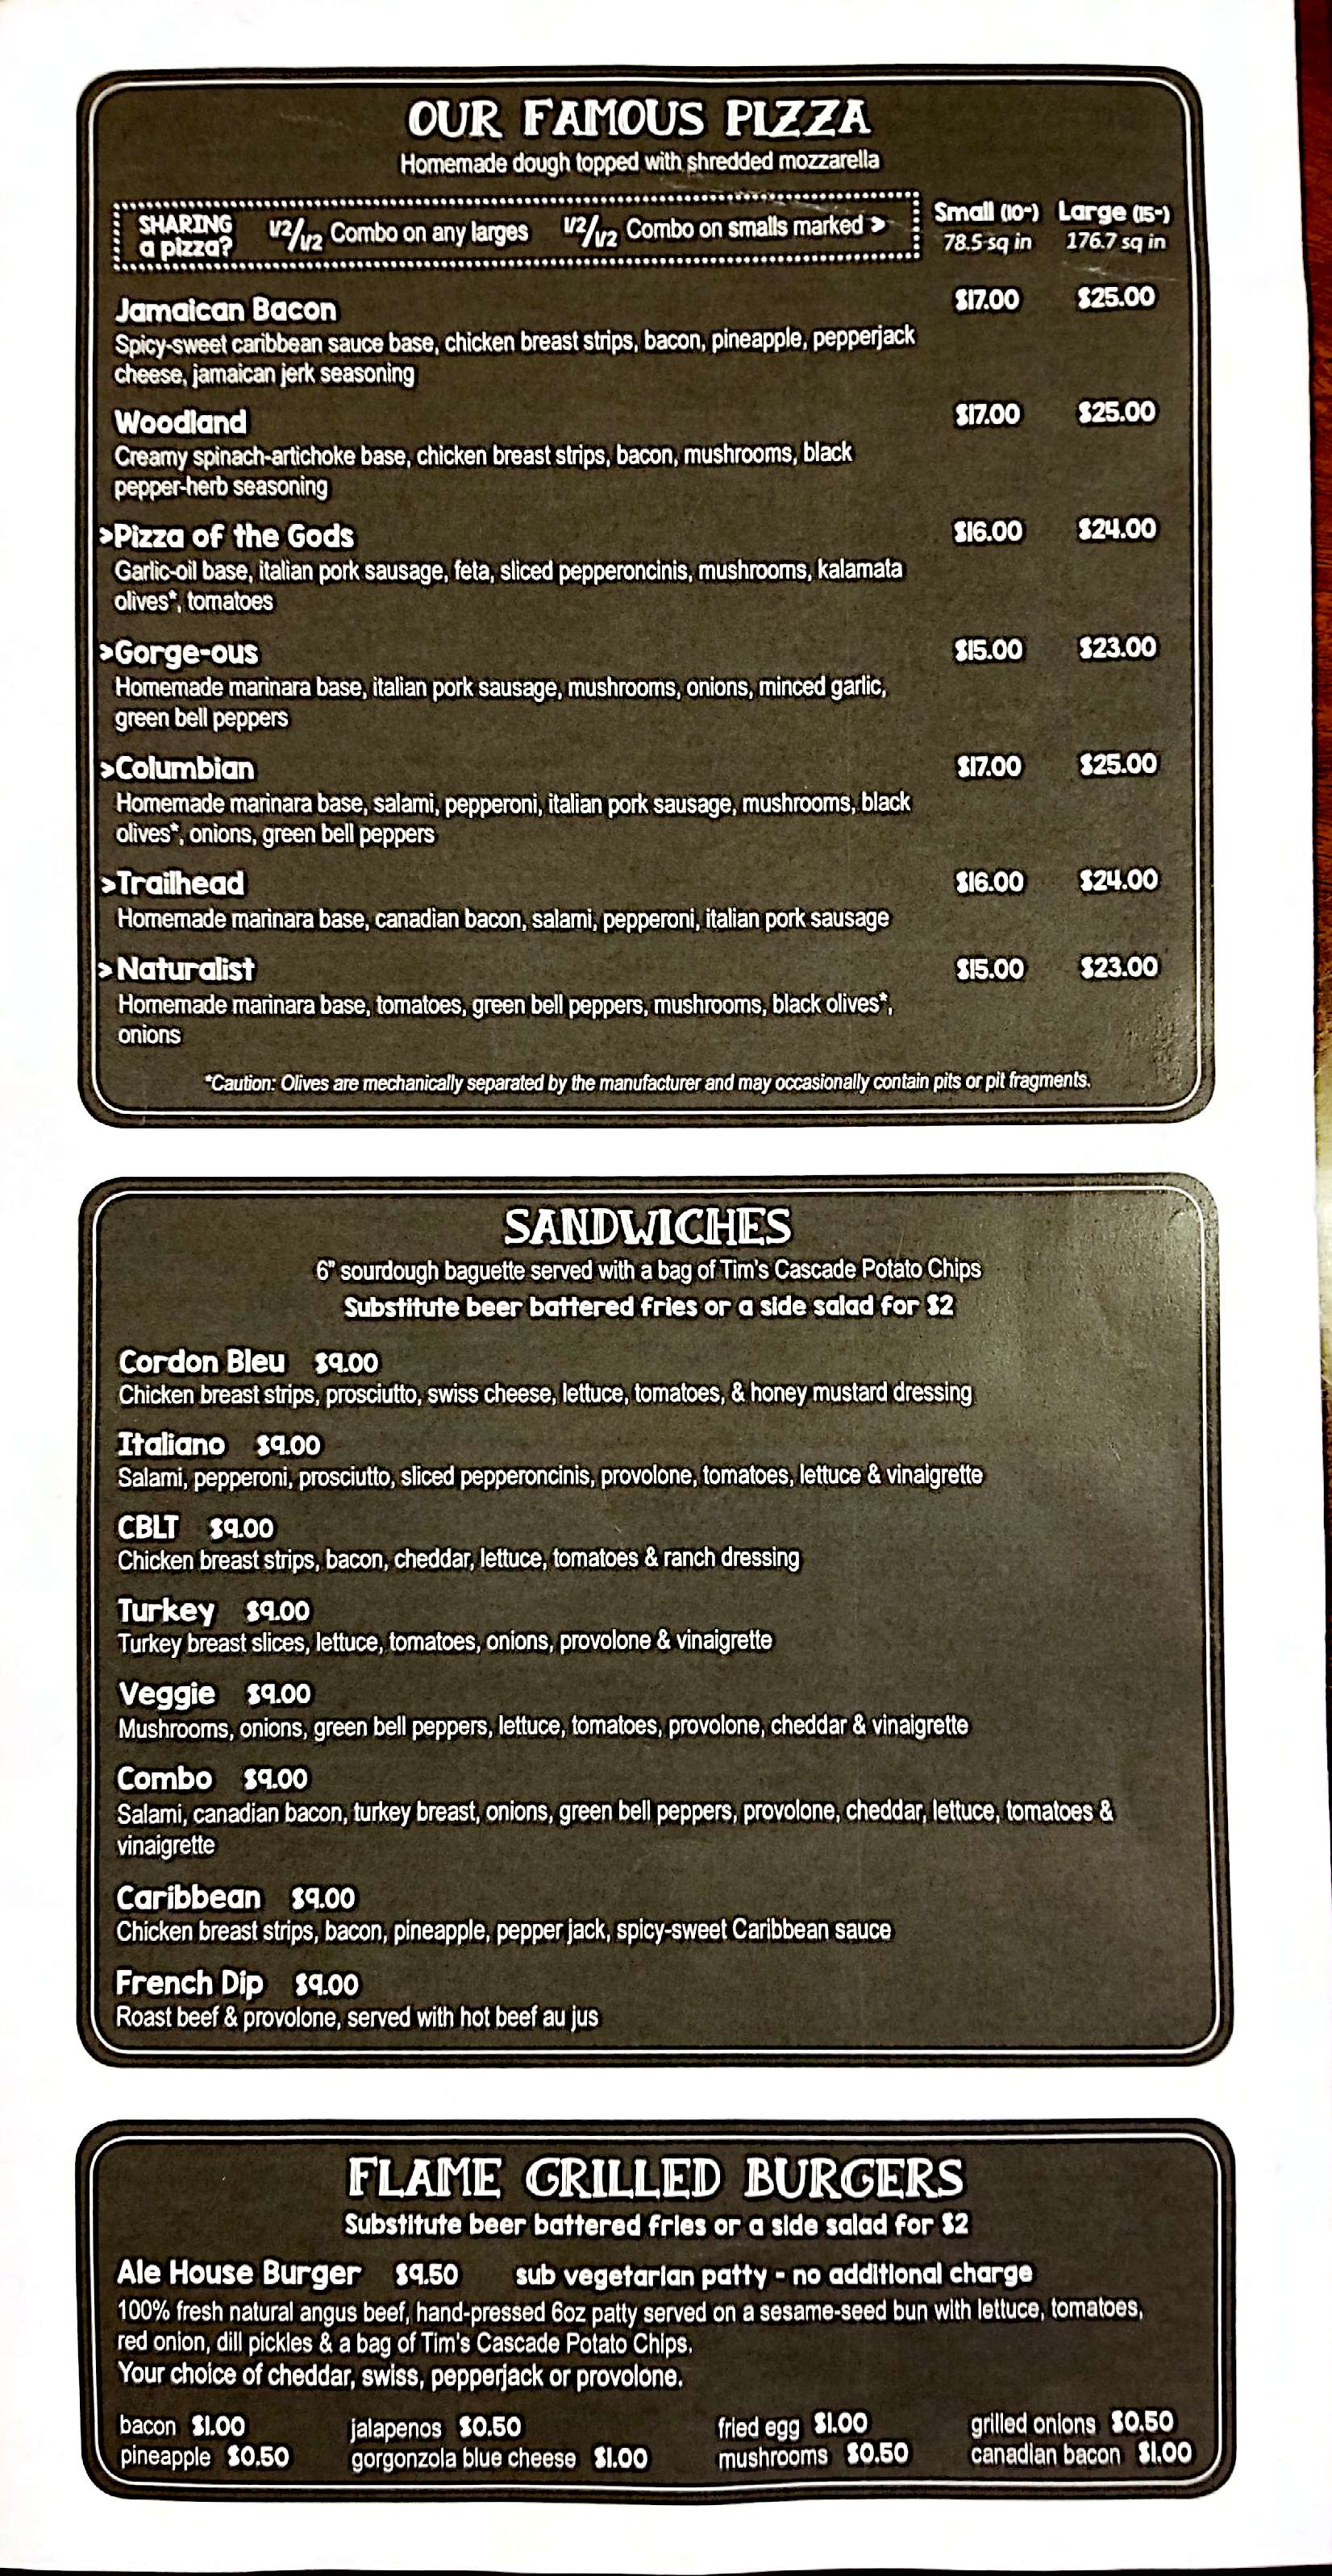 OUR FAMOUS PIZZA
Homemade dough topped with shredded mozzarella
SHARING a pizza? 1/2/1/2 Combo on any larges 1/2/1/2 Combo on smalls marked >
Small (10") Large (15")
78.5 sq in 176.7 sq in
Jamaican Bacon $17.00 $25.00
Spicy-sweet caribbean sauce base, chicken breast strips, bacon, pineapple, pepperjack
cheese, jamaican jerk seasoning
Woodland $17.00 $25.00
Creamy spinach-artichoke base, chicken breast strips, bacon, mushrooms, black
pepper-herb seasoning
>Pizza of the Gods $16.00 $24.00
Garlic-oil base, italian pork sausage, feta, sliced pepperoncinis, mushrooms, kalamata
olives*, tomatoes
>Gorge-ous $15.00 $23.00
Homemade marinara base, italian pork sausage, mushrooms, onions, minced garlic,
green bell peppers
>Columbian $17.00 $25.00
Homemade marinara base, salami, pepperoni, italian pork sausage, mushrooms, black
olives*, onions, green bell peppers
>Trailhead $16.00 $24.00
Homemade marinara base, canadian bacon, salami, pepperoni, italian pork sausage
>Naturalist $15.00 $23.00
Homemade marinara base, tomatoes, green bell peppers, mushrooms, black olives*,
onions
*Caution: Olives are mechanically separated by the manufacturer and may occasionally contain pits or pit fragments.
SANDWICHES
6" sourdough baguette served with a bag of Tim's Cascade Potato Chips
Substitute beer battered fries or a side salad for $2
Cordon Bleu $9.00
Chicken breast strips, prosciutto, swiss cheese, lettuce, tomatoes, & honey mustard dressing
Italiano $9.00
Salami, pepperoni, prosciutto, sliced pepperoncinis, provolone, tomatoes, lettuce & vinaigrette
CBLT $9.00
Chicken breast strips, bacon, cheddar, lettuce, tomatoes & ranch dressing
Turkey $9.00
Turkey breast slices, lettuce, tomatoes, onions, provolone & vinaigrette
Veggie $9.00
Mushrooms, onions, green bell peppers, lettuce, tomatoes, provolone, cheddar & vinaigrette
Combo $9.00
Salami, canadian bacon, turkey breast, onions, green bell peppers, provolone, cheddar, lettuce, tomatoes &
vinaigrette
Caribbean $9.00
Chicken breast strips, bacon, pineapple, pepper jack, spicy-sweet Caribbean sauce
French Dip $9.00
Roast beef & provolone, served with hot beef au jus
FLAME GRILLED BURGERS
Substitute beer battered fries or a side salad for $2
Ale House Burger $9.50 sub vegetarian patty - no additional charge
100% fresh natural angus beef, hand-pressed 6oz patty served on a sesame-seed bun with lettuce, tomatoes,
red onion, dill pickles & a bag of Tim's Cascade Potato Chips.
Your choice of cheddar, swiss, pepperjack or provolone.
bacon $1.00 jalapenos $0.50 fried egg $1.00 grilled onions $0.50
pineapple $0.50 gorgonzola blue cheese $1.00 mushrooms $0.50 canadian bacon $1.00